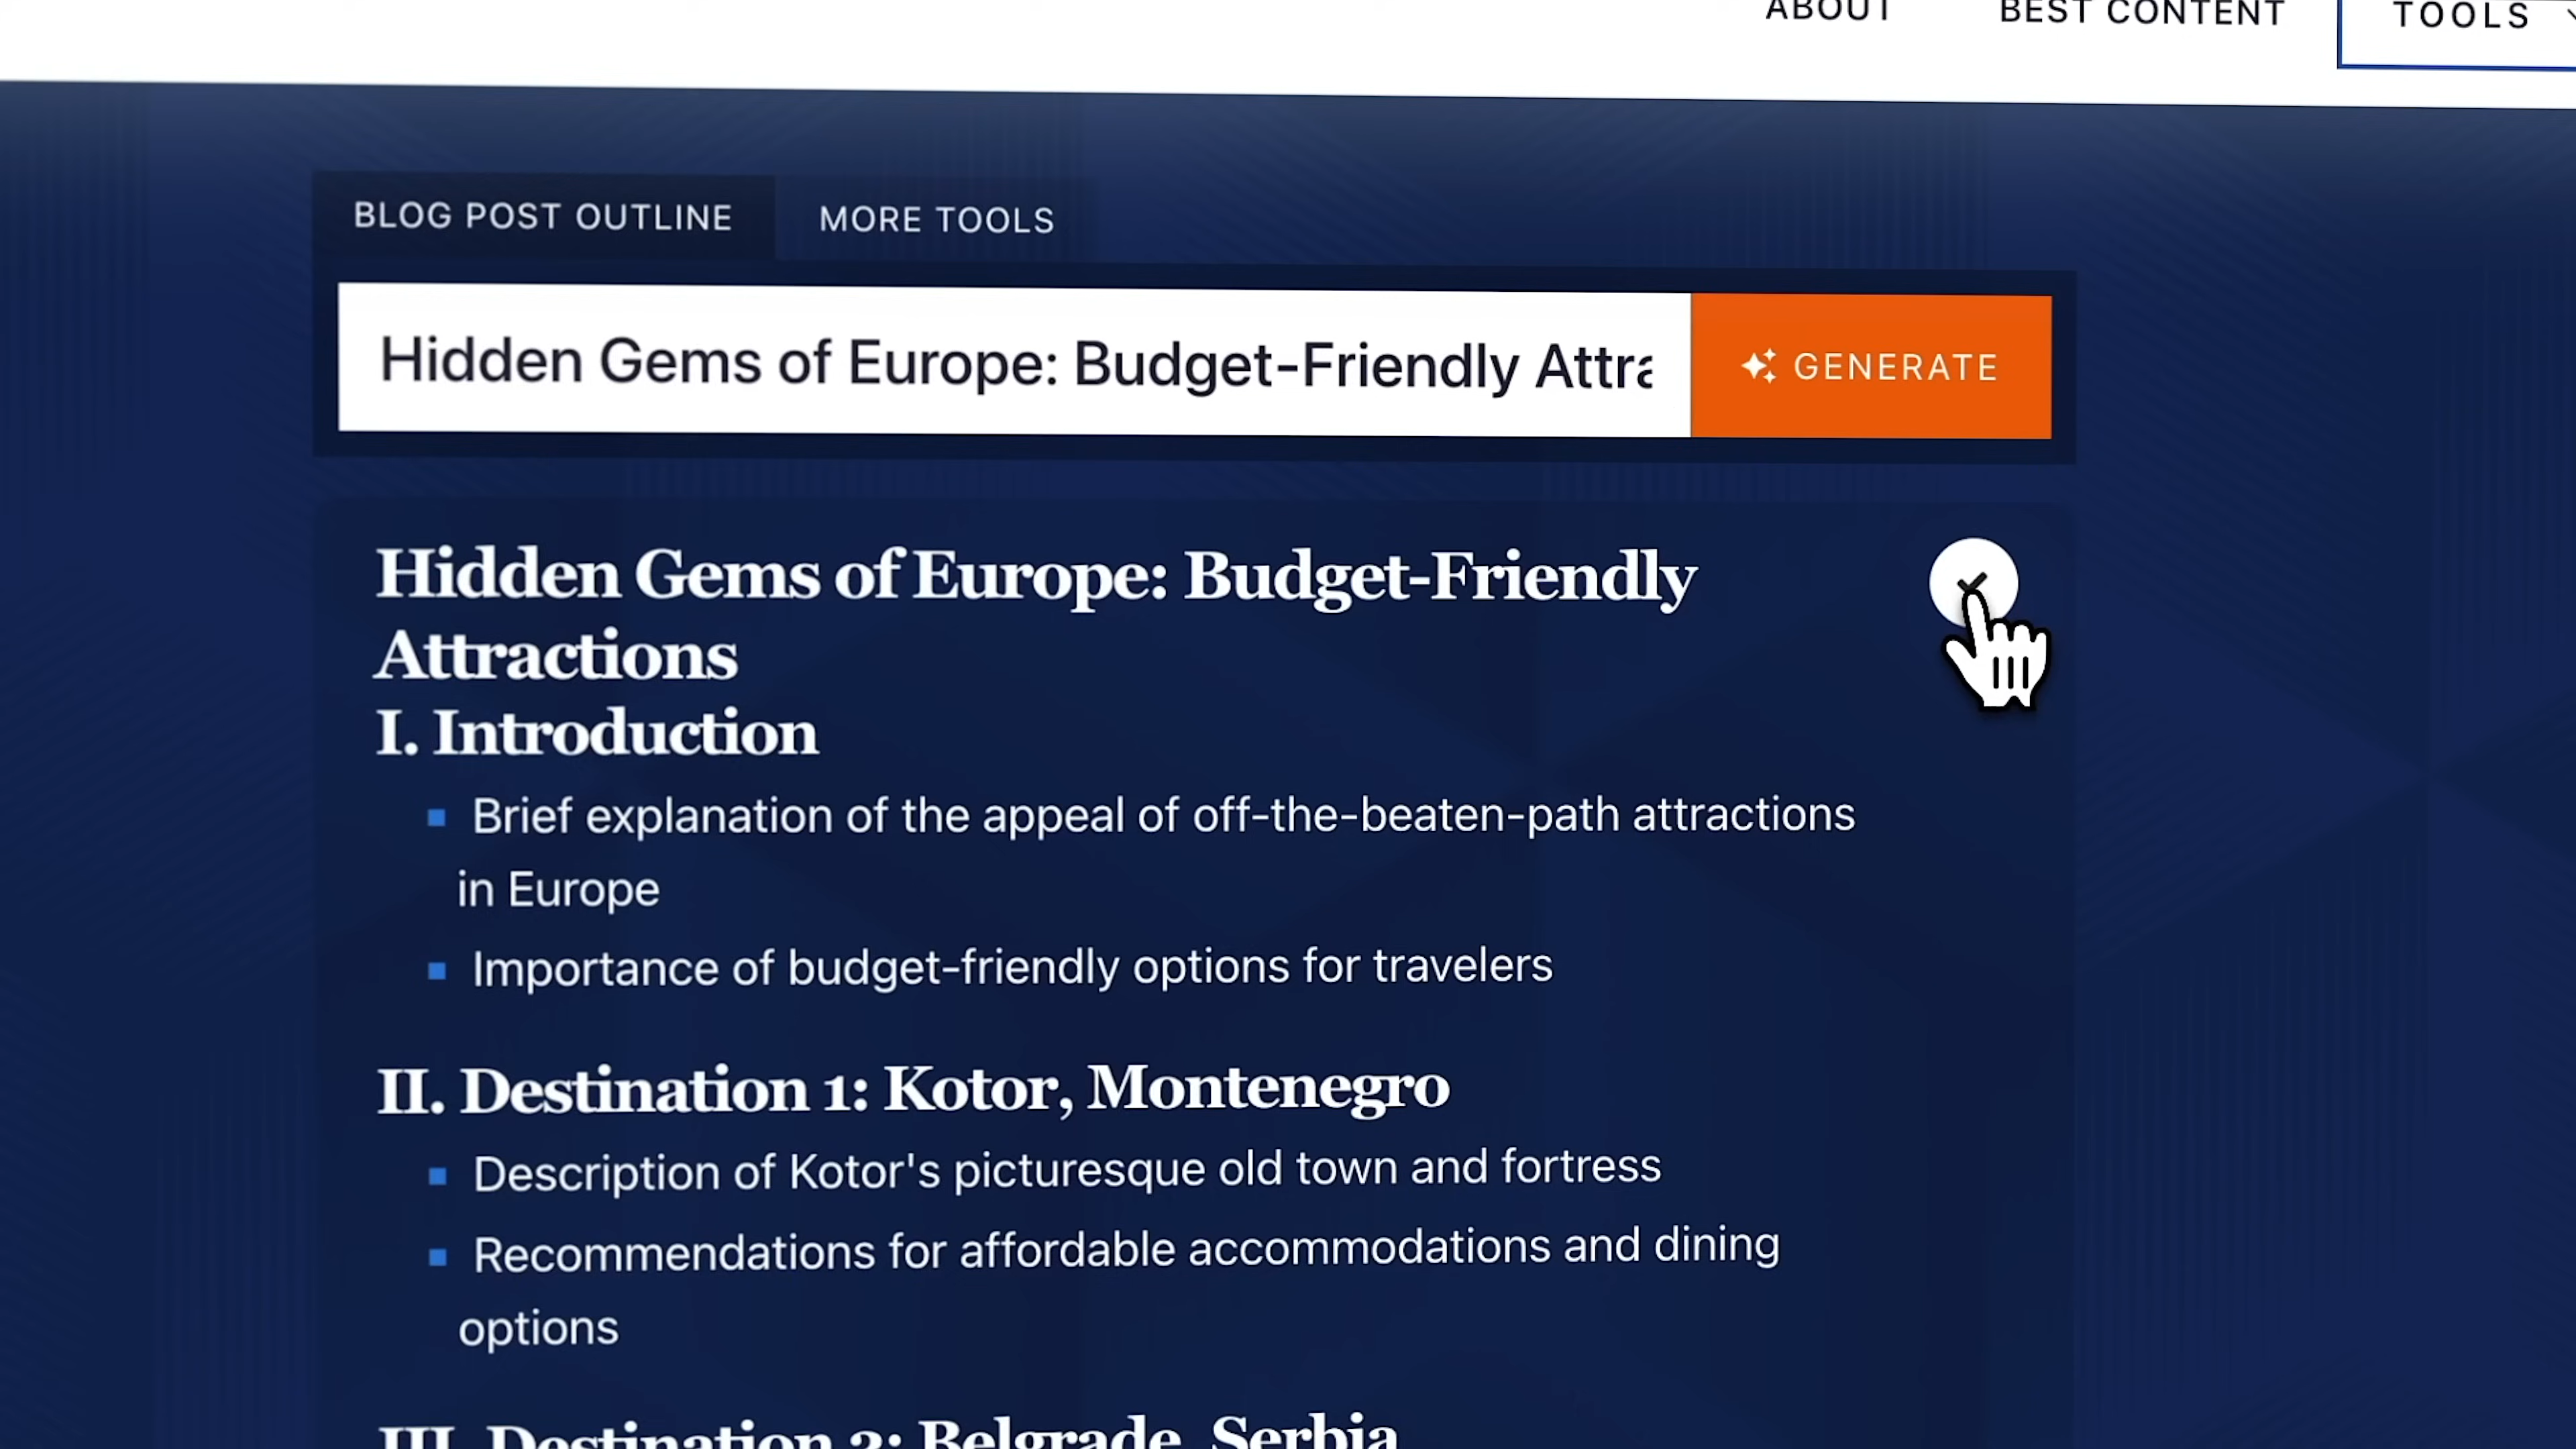 ABOUT
BEST CONTENT
TOOLS
BLOG POST OUTLINE
MORE TOOLS
Hidden Gems of Europe: Budget-Friendly Attra
GENERATE
Hidden Gems of Europe: Budget-Friendly
Attractions
I. Introduction
Brief explanation of the appeal of off-the-beaten-path attractions
in Europe
Importance of budget-friendly options for travelers
II. Destination 1: Kotor, Montenegro
Description of Kotor's picturesque old town and fortress
Recommendations for affordable accommodations and dining
options
III. Destination 2: Belgrade, Serbia